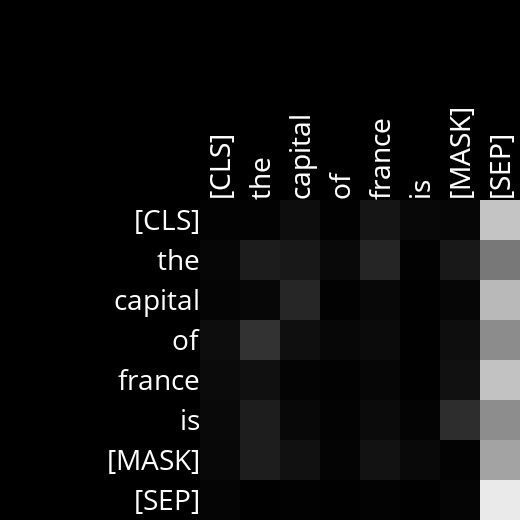 [CLS] the capital of france is [MASK] [SEP]
[CLS]
the
capital
of
france
is
[MASK]
[SEP]